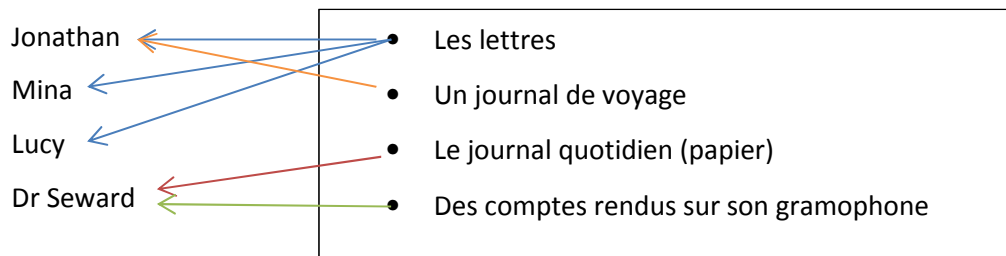 Jonathan
Les lettres
Mina
Un journal de voyage
Lucy
Le journal quotidien (papier)
Dr Seward
Des comptes rendus sur son gramophone